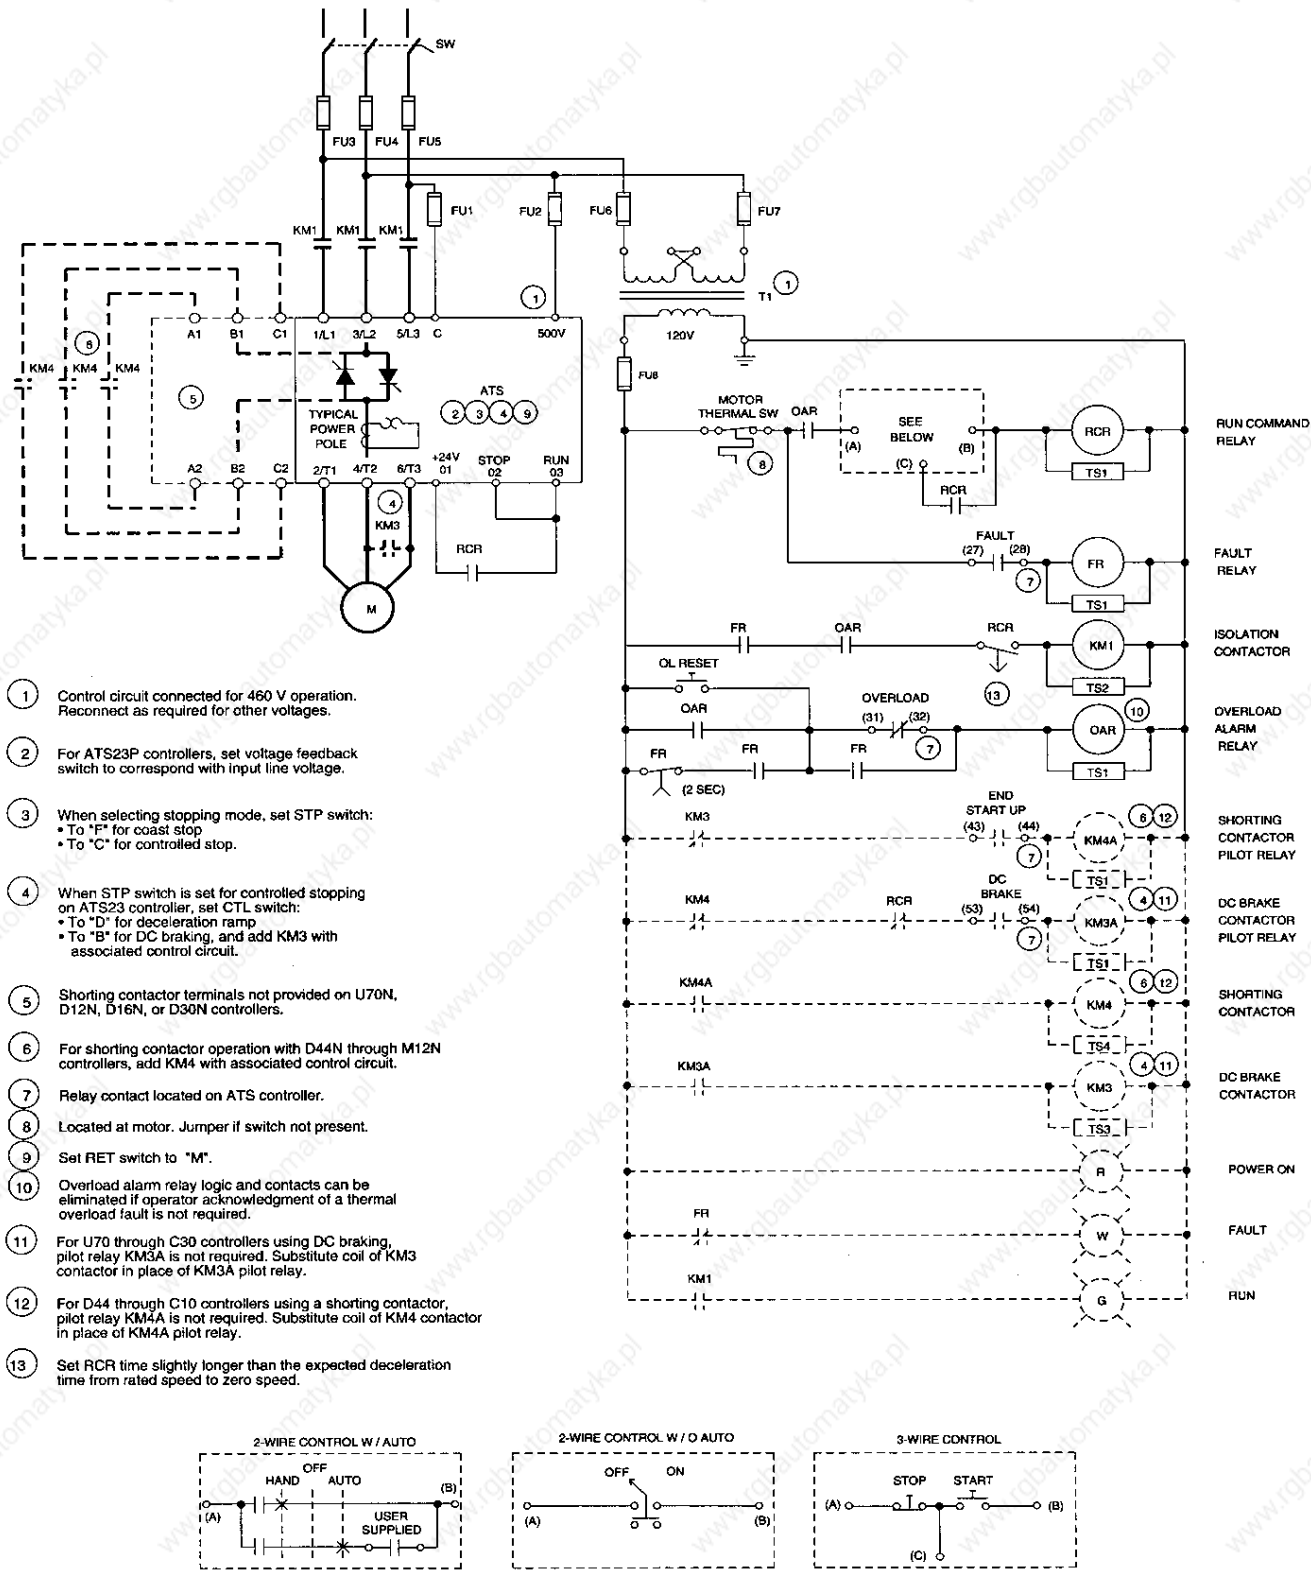 SW
FU3 FU4 FU5
FU1 FU2 FU6 FU7
KM1 KM1 KM1
1 T1 1
A1 B1 C1 1/L1 3/L2 5/L3 C 500V
120V
KM4 KM4 KM4
6
5
FU8
ATS
2 3 4 9
TYPICAL
POWER
POLE
A2 B2 C2 2/T1 4/T2 6/T3
+24V
01
STOP
02
RUN
03
4
KM3
RCR
M
MOTOR
THERMAL SW
OAR
8
SEE
BELOW
(A) (B)
(C)
RCR
RCR
TS1
RUN COMMAND
RELAY
FAULT
(27) (28)
7
FR
TS1
FAULT
RELAY
FR OAR RCR
13
KM1
TS2
ISOLATION
CONTACTOR
OL RESET
OAR
OVERLOAD
(31) (32)
7
10
OAR
TS1
OVERLOAD
ALARM
RELAY
FR FR FR
(2 SEC)
KM3
END
START UP
(43) (44)
7
6 12
KM4A
TS1
SHORTING
CONTACTOR
PILOT RELAY
KM4 RCR
DC
BRAKE
(53) (54)
7
4 11
KM3A
TS1
DC BRAKE
CONTACTOR
PILOT RELAY
KM4A
6 12
KM4
TS4
SHORTING
CONTACTOR
KM3A
4 11
KM3
TS3
DC BRAKE
CONTACTOR
R
POWER ON
FR
W
FAULT
KM1
G
RUN
1 Control circuit connected for 460 V operation.
Reconnect as required for other voltages.
2 For ATS23P controllers, set voltage feedback
switch to correspond with input line voltage.
3 When selecting stopping mode, set STP switch:
• To "F" for coast stop
• To "C" for controlled stop.
4 When STP switch is set for controlled stopping
on ATS23 controller, set CTL switch:
• To "D" for deceleration ramp
• To "B" for DC braking, and add KM3 with
associated control circuit.
5 Shorting contactor terminals not provided on U70N,
D12N, D16N, or D30N controllers.
6 For shorting contactor operation with D44N through M12N
controllers, add KM4 with associated control circuit.
7 Relay contact located on ATS controller.
8 Located at motor. Jumper if switch not present.
9 Set RET switch to "M".
10 Overload alarm relay logic and contacts can be
eliminated if operator acknowledgment of a thermal
overload fault is not required.
11 For U70 through C30 controllers using DC braking,
pilot relay KM3A is not required. Substitute coil of KM3
contactor in place of KM3A pilot relay.
12 For D44 through C10 controllers using a shorting contactor,
pilot relay KM4A is not required. Substitute coil of KM4 contactor
in place of KM4A pilot relay.
13 Set RCR time slightly longer than the expected deceleration
time from rated speed to zero speed.
2-WIRE CONTROL W / AUTO
OFF
HAND AUTO
(A) (B)
USER
SUPPLIED
2-WIRE CONTROL W / O AUTO
OFF ON
(A) (B)
3-WIRE CONTROL
STOP START
(A) (B)
(C)
www.rgbautomatyka.pl